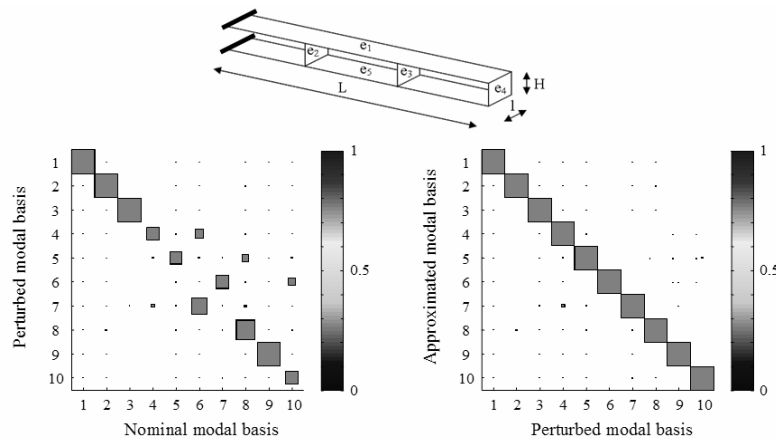 e1
e2
e5
e3
e4
H
L
l
Perturbed modal basis
1
2
3
4
5
6
7
8
9
10
1 2 3 4 5 6 7 8 9 10
Nominal modal basis
1
0.5
0
Approximated modal basis
1
2
3
4
5
6
7
8
9
10
1 2 3 4 5 6 7 8 9 10
Perturbed modal basis
1
0.5
0